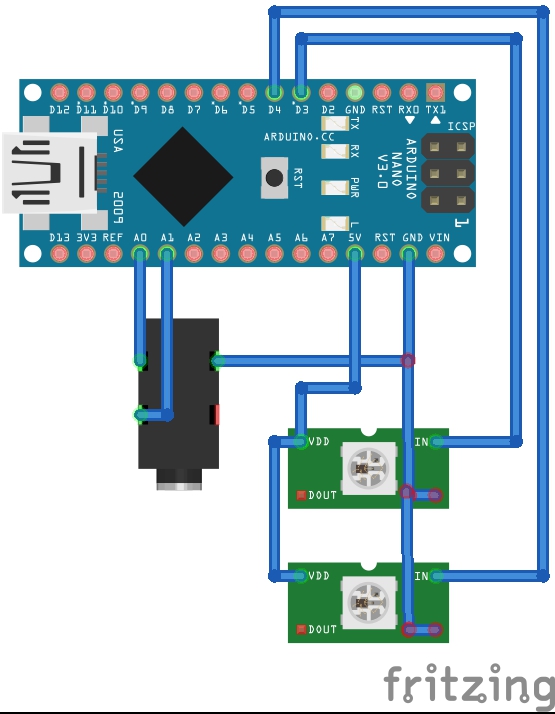 D12 D11 D10 D9 D8 D7 D6 D5 D4 D3 D2 GND RST RX0 TX1
TX
ICSP
USA
ARDUINO.CC
RX
ARDUINO
NANO
V3.0
RST
PWR
2009
L
1
D13 3V3 REF A0 A1 A2 A3 A4 A5 A6 A7 5V RST GND VIN
VDD IN
DOUT
VDD IN
DOUT
fritzing